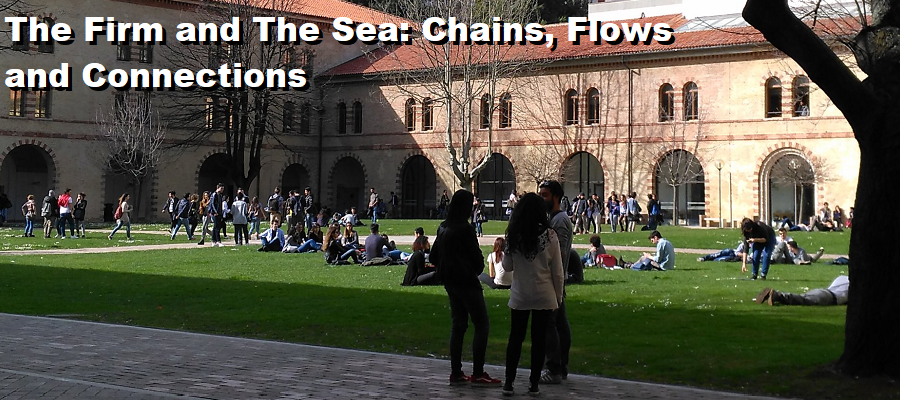 The Firm and The Sea: Chains, Flows
and Connections